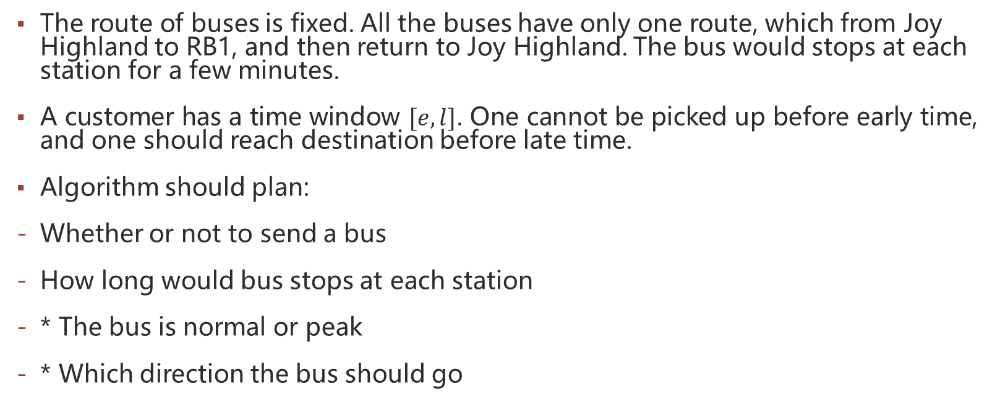 ▪ The route of buses is fixed. All the buses have only one route, which from Joy
Highland to RB1, and then return to Joy Highland. The bus would stops at each
station for a few minutes.
▪ A customer has a time window [e, l]. One cannot be picked up before early time,
and one should reach destination before late time.
▪ Algorithm should plan:
- Whether or not to send a bus
- How long would bus stops at each station
- * The bus is normal or peak
- * Which direction the bus should go